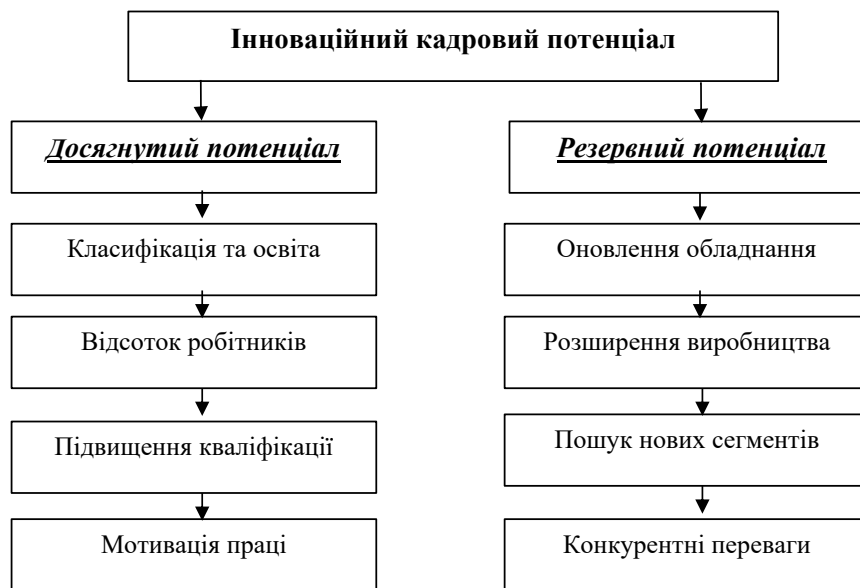 Інноваційний кадровий потенціал
Досягнутий потенціал
Резервний потенціал
Класифікація та освіта
Оновлення обладнання
Відсоток робітників
Розширення виробництва
Підвищення кваліфікації
Пошук нових сегментів
Мотивація праці
Конкурентні переваги